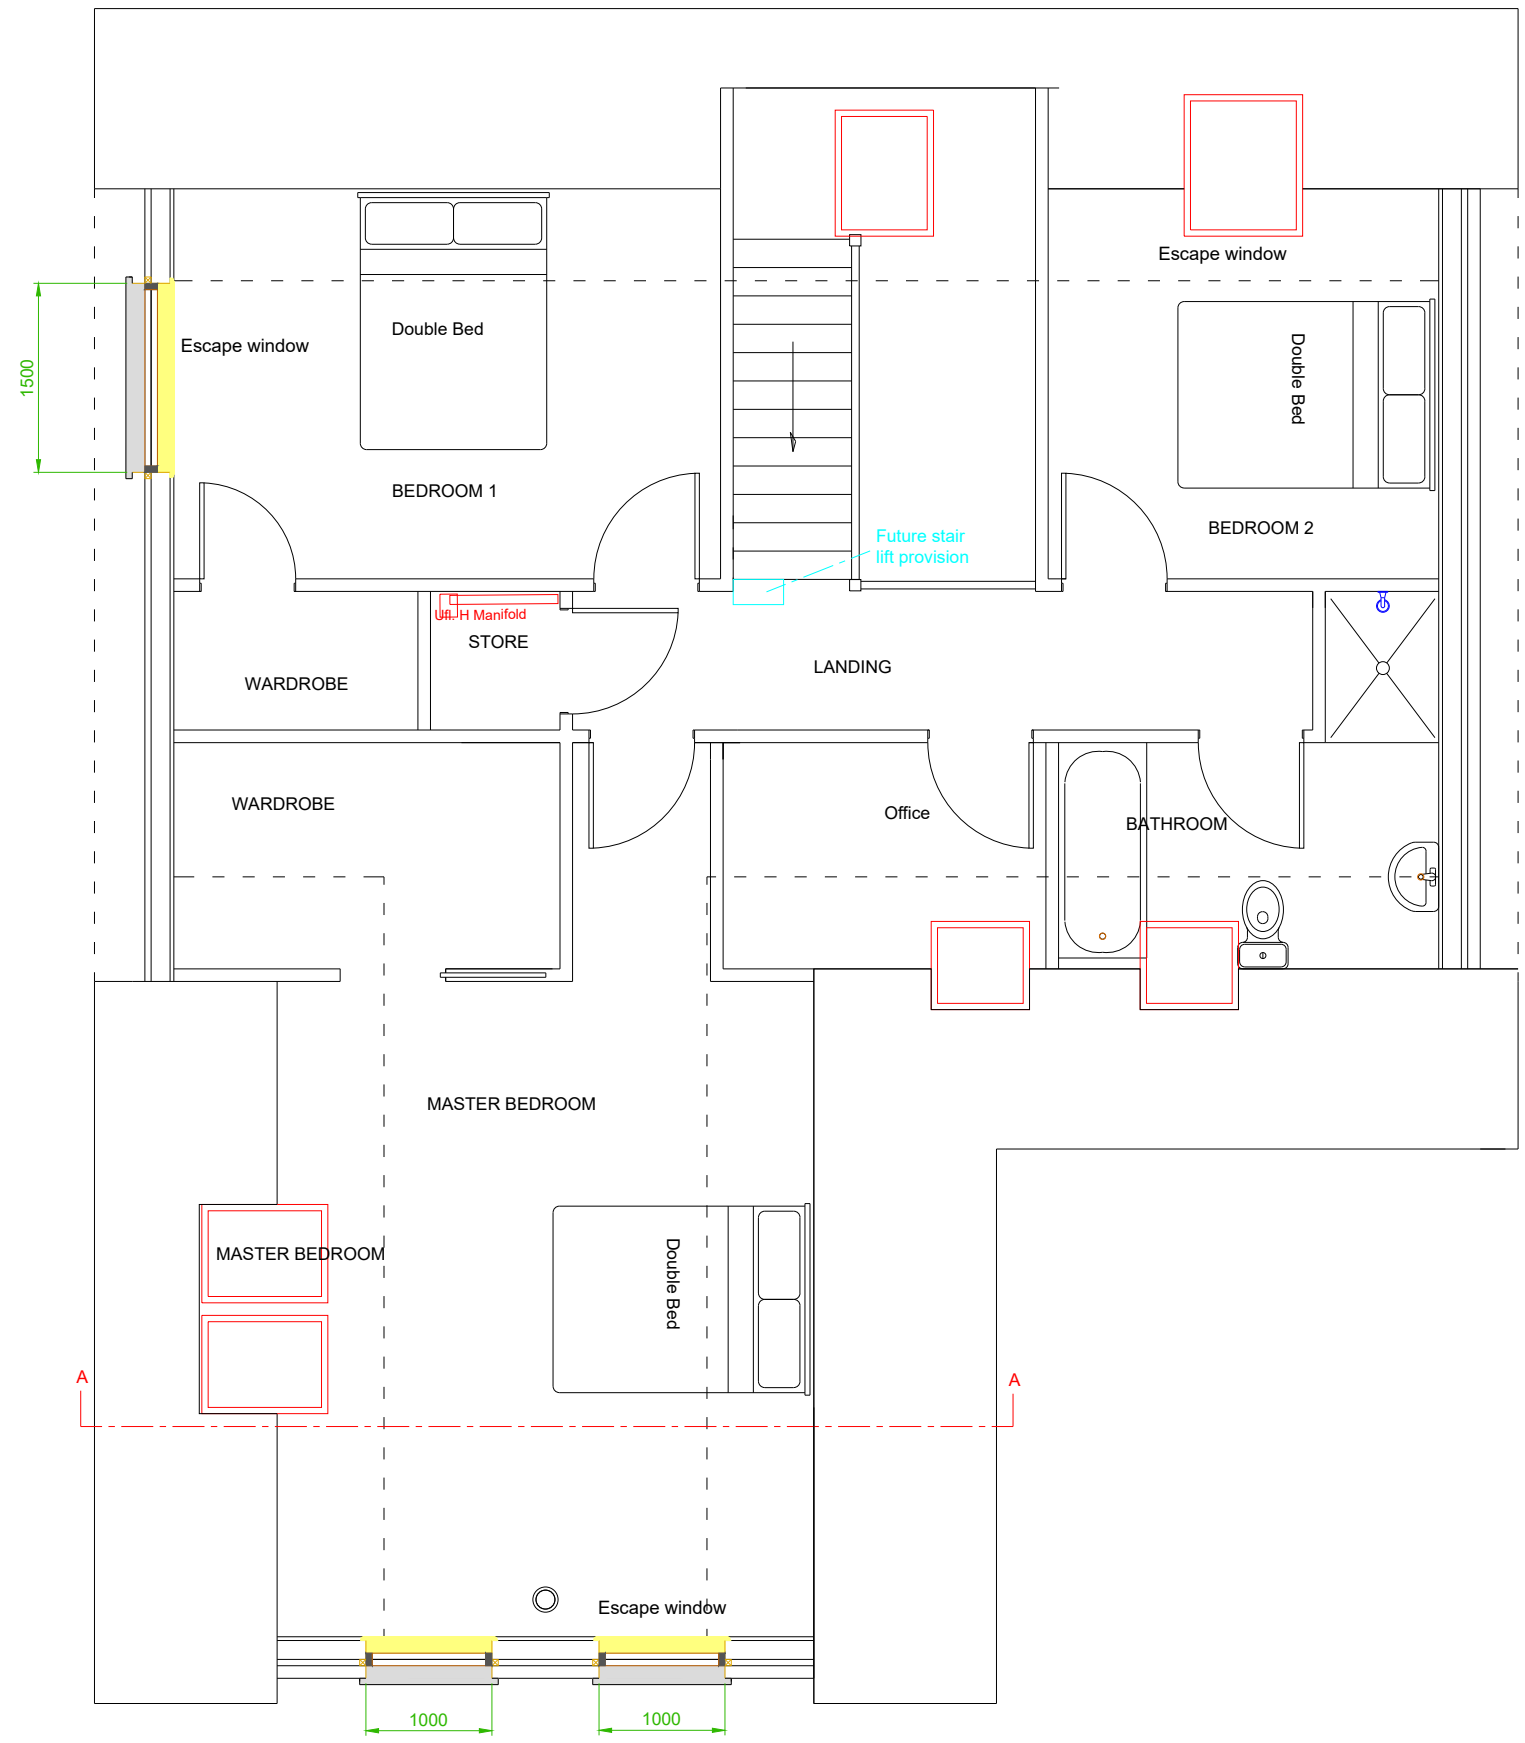 Escape window
Double Bed
Escape window
1500
Double Bed
BEDROOM 1
BEDROOM 2
Future stair
lift provision
Ufl. H Manifold
STORE
LANDING
WARDROBE
WARDROBE
Office
BATHROOM
MASTER BEDROOM
MASTER BEDROOM
Double Bed
A
A
Escape window
1000
1000